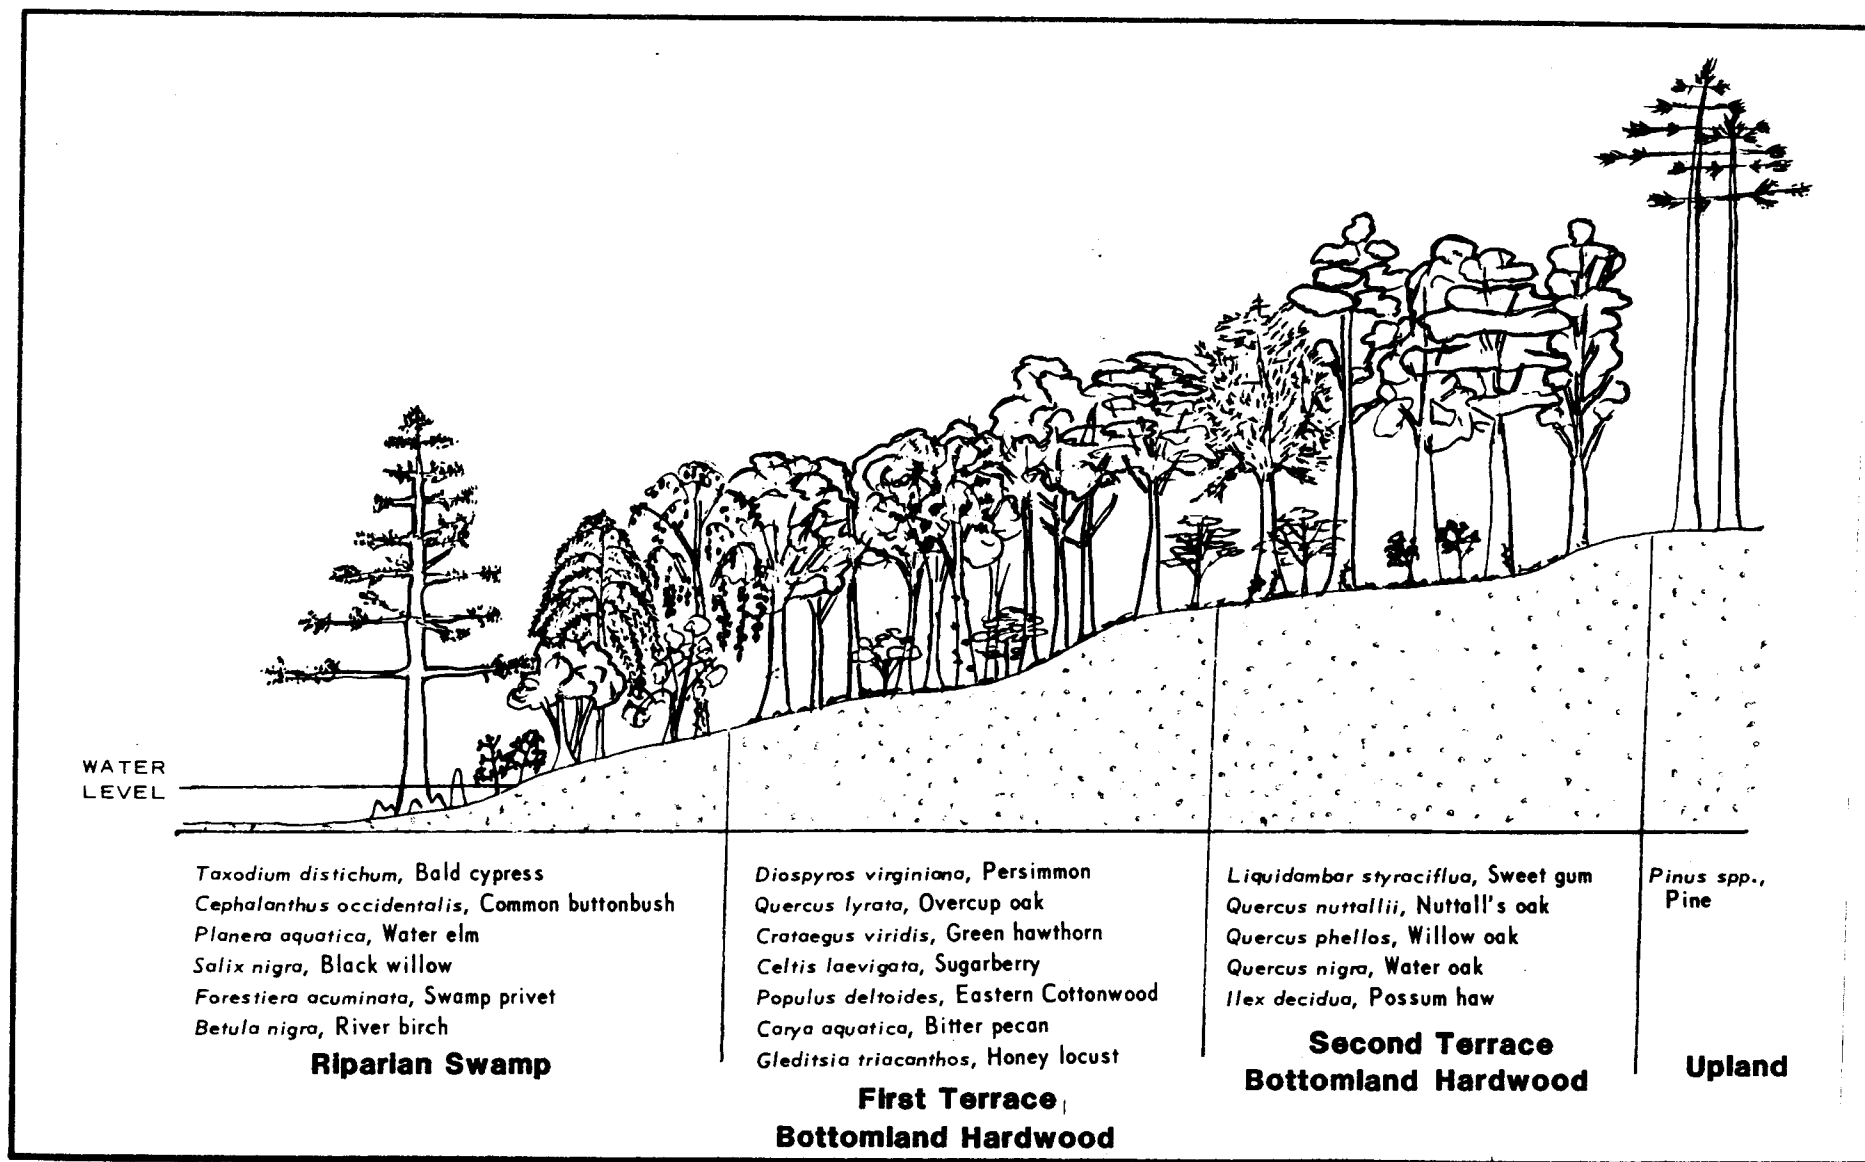 WATER
LEVEL
Taxodium distichum, Bald cypress
Cephalanthus occidentalis, Common buttonbush
Planera aquatica, Water elm
Salix nigra, Black willow
Forestiera acuminata, Swamp privet
Betula nigra, River birch
Riparian Swamp
Diospyros virginiana, Persimmon
Quercus lyrata, Overcup oak
Crataegus viridis, Green hawthorn
Celtis laevigata, Sugarberry
Populus deltoides, Eastern Cottonwood
Carya aquatica, Bitter pecan
Gleditsia triacanthos, Honey locust
First Terrace
Bottomland Hardwood
Liquidambar styraciflua, Sweet gum
Quercus nuttallii, Nuttall's oak
Quercus phellos, Willow oak
Quercus nigra, Water oak
Ilex decidua, Possum haw
Second Terrace
Bottomland Hardwood
Pinus spp.,
Pine
Upland